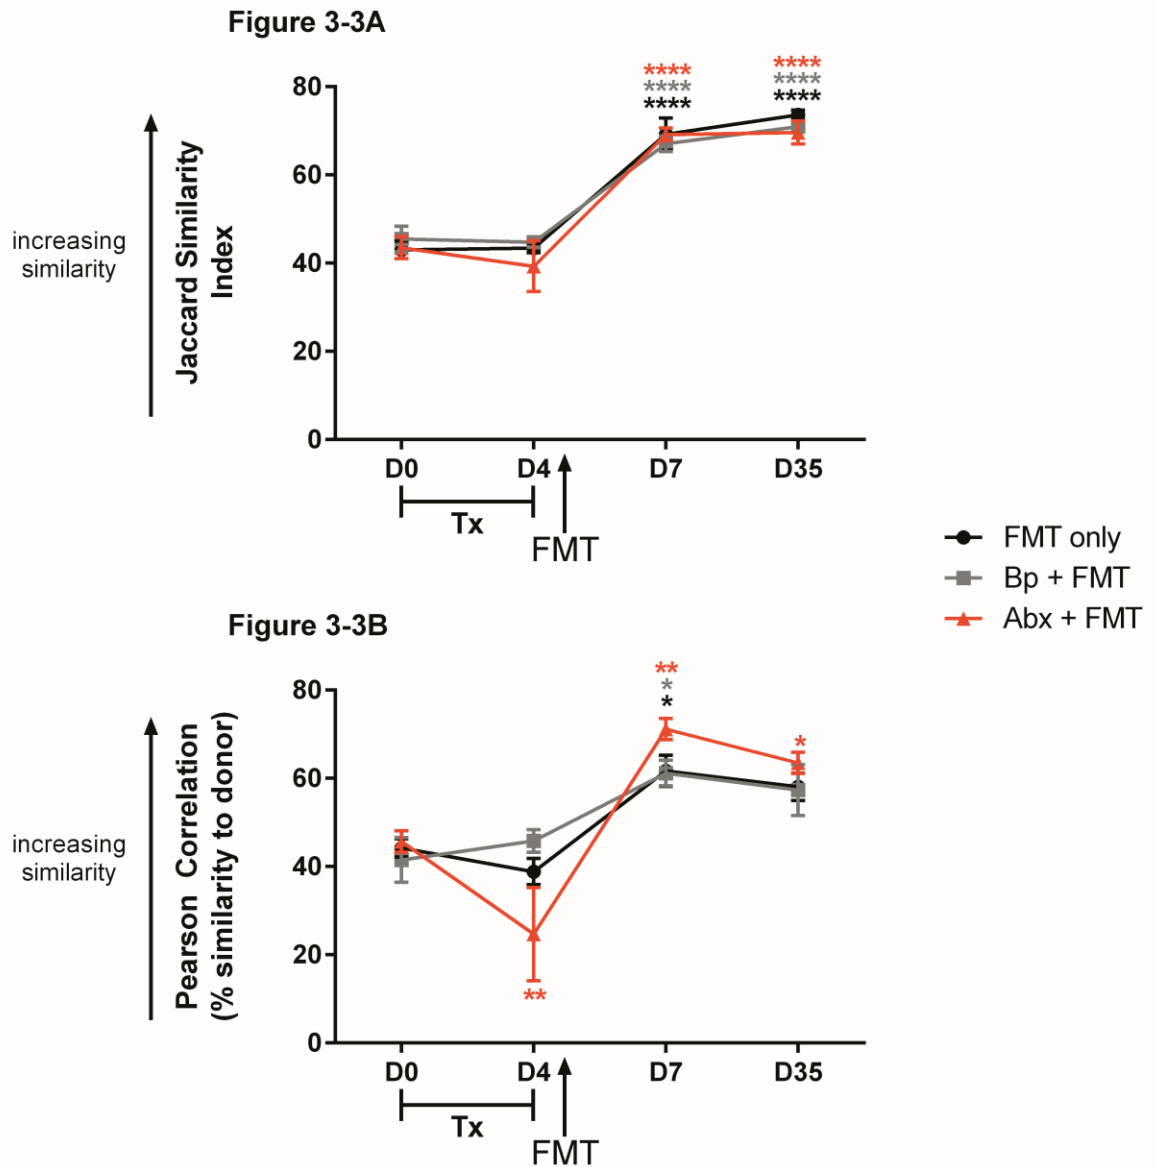 Figure 3-3A
****
****
****
****
****
****
increasing
similarity
Jaccard Similarity
Index
80
60
40
20
0
D0 D4 D7 D35
Tx
FMT
FMT only
Bp + FMT
Abx + FMT
Figure 3-3B
**
*
*
*
**
increasing
similarity
Pearson Correlation
(% similarity to donor)
80
60
40
20
0
D0 D4 D7 D35
Tx
FMT